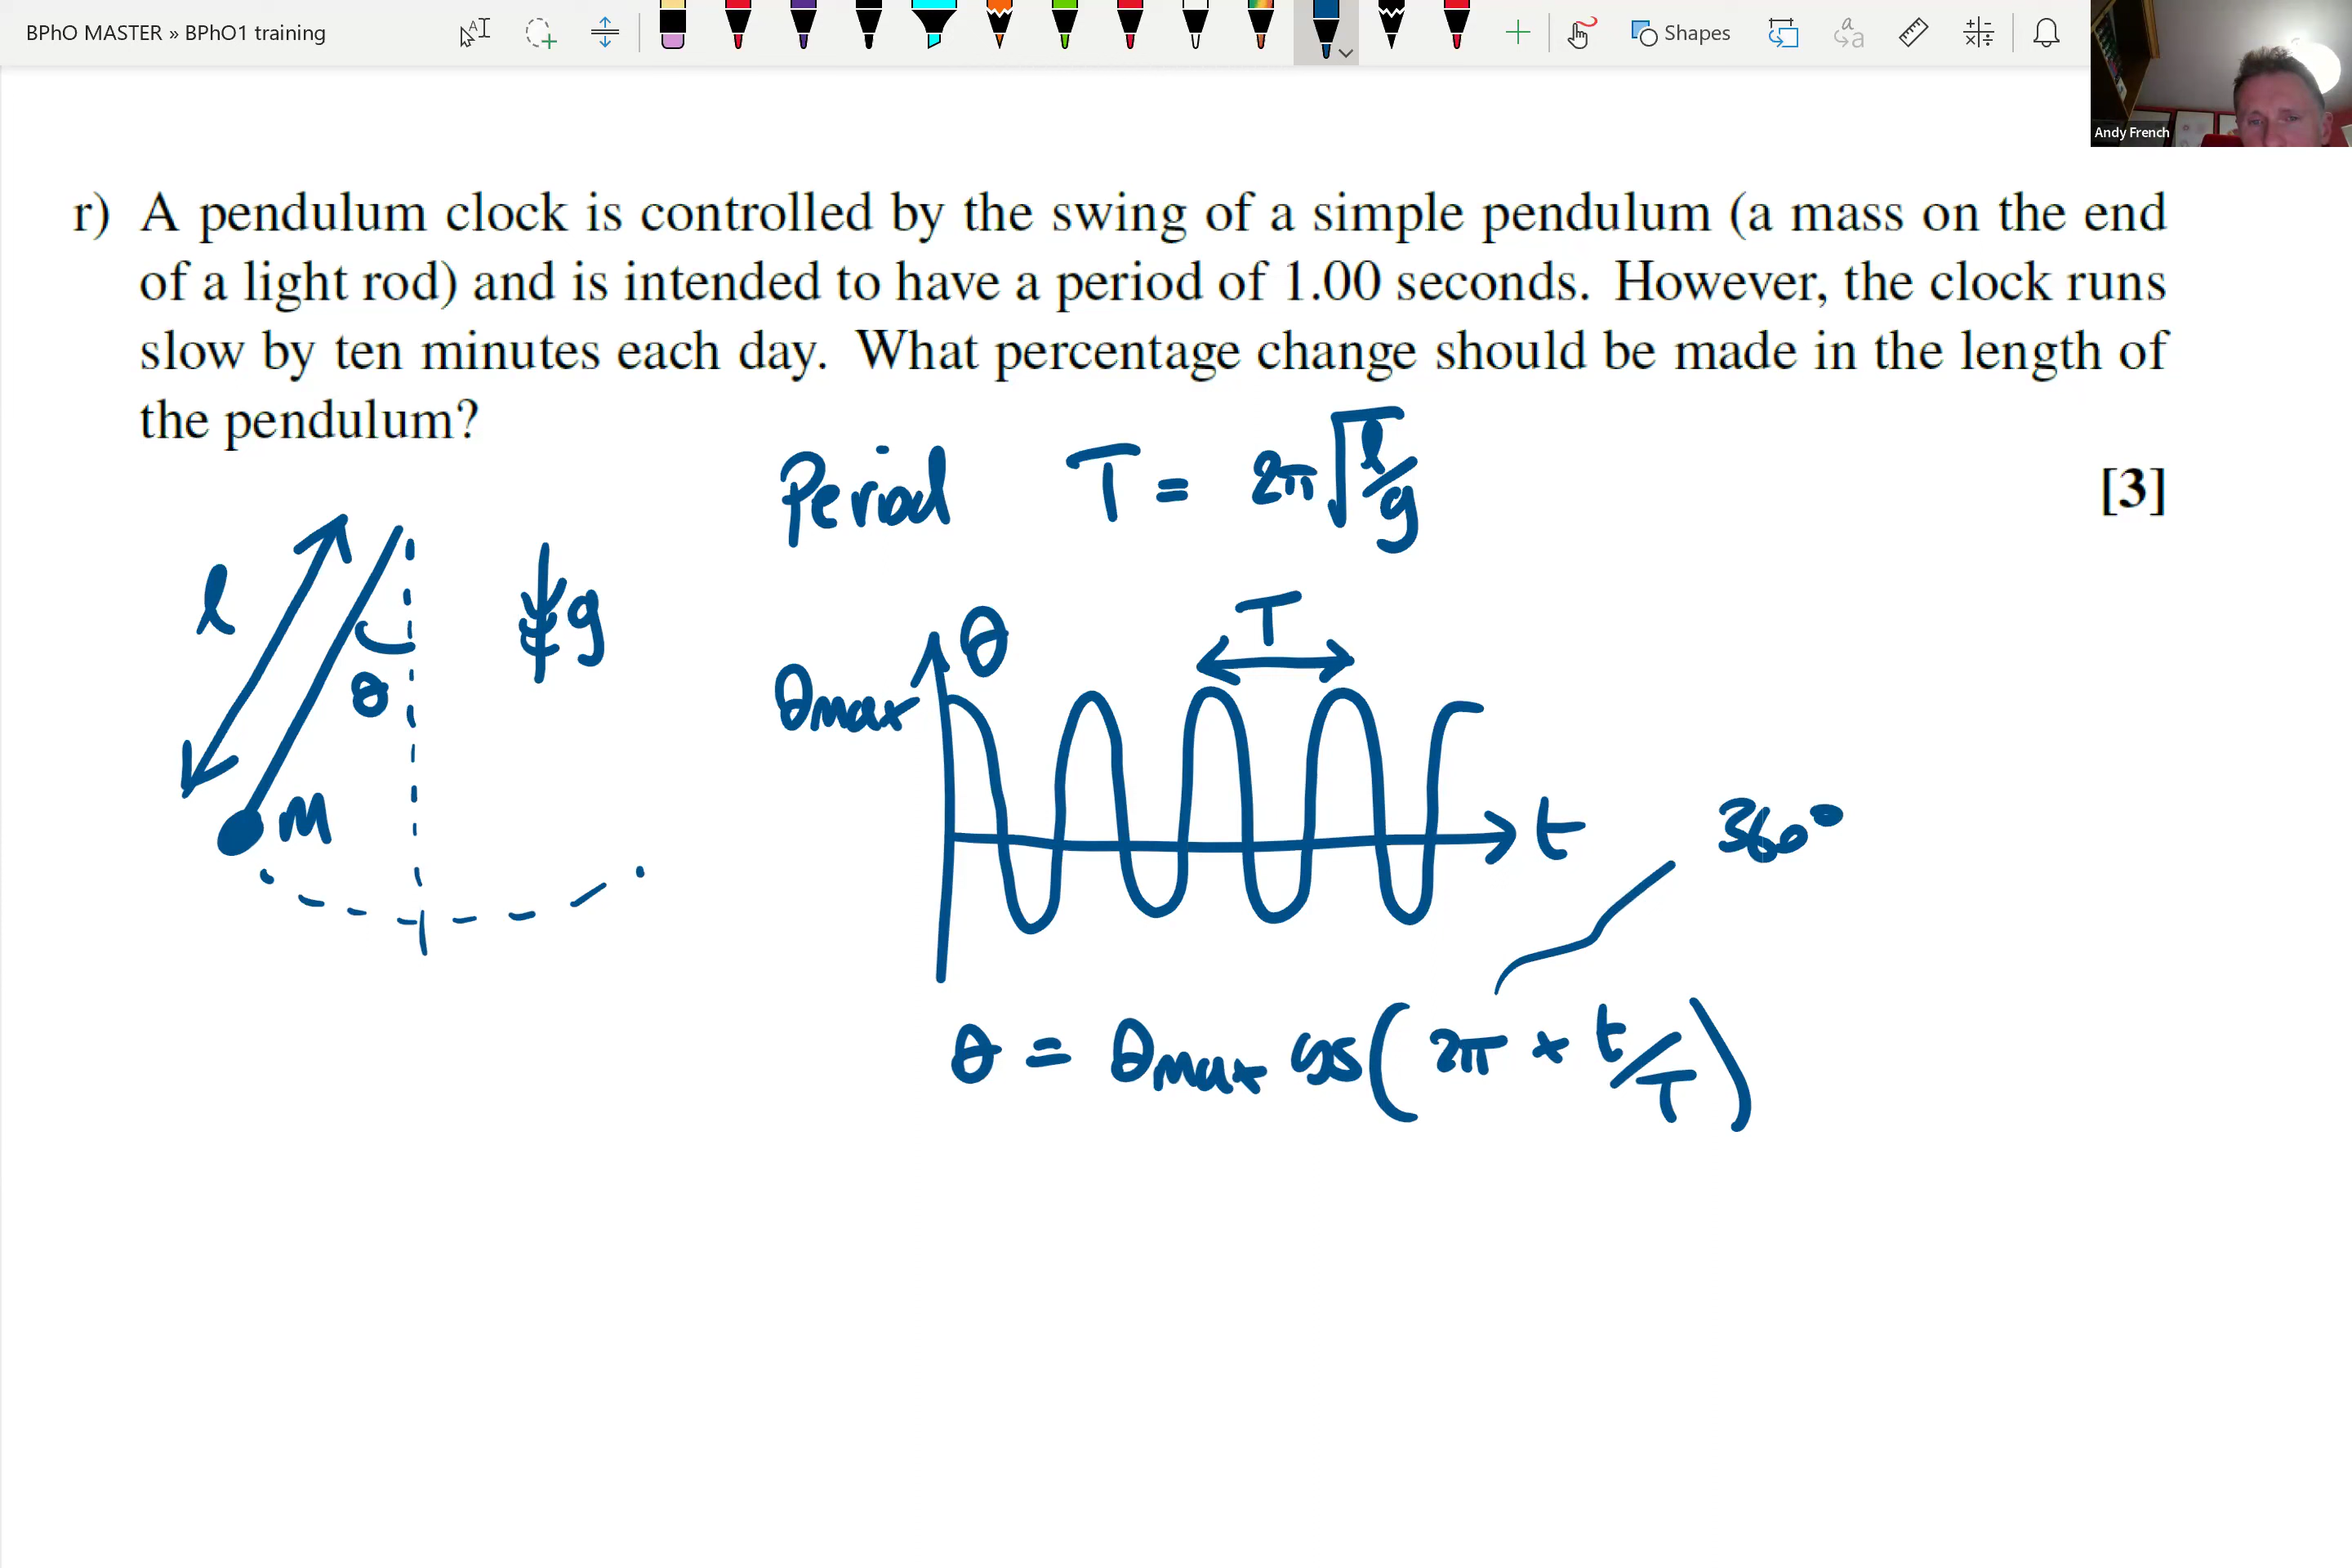 BPhO MASTER » BPhO1 training
Shapes
Andy French
r) A pendulum clock is controlled by the swing of a simple pendulum (a mass on the end
of a light rod) and is intended to have a period of 1.00 seconds. However, the clock runs
slow by ten minutes each day. What percentage change should be made in the length of
the pendulum?
[3]
Period T = 2π√l/g
l
θ
m
g
θmax
θ
T
t
360°
θ = θmax cos(2π × t/T)